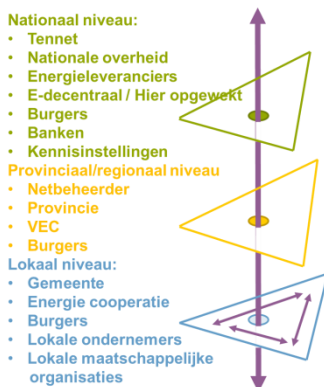 Nationaal niveau:
• Tennet
• Nationale overheid
• Energieleveranciers
• E-decentraal / Hier opgewekt
• Burgers
• Banken
• Kennisinstellingen
Provinciaal/regionaal niveau
• Netbeheerder
• Provincie
• VEC
• Burgers
Lokaal niveau:
• Gemeente
• Energie cooperatie
• Burgers
• Lokale ondernemers
• Lokale maatschappelijke
organisaties